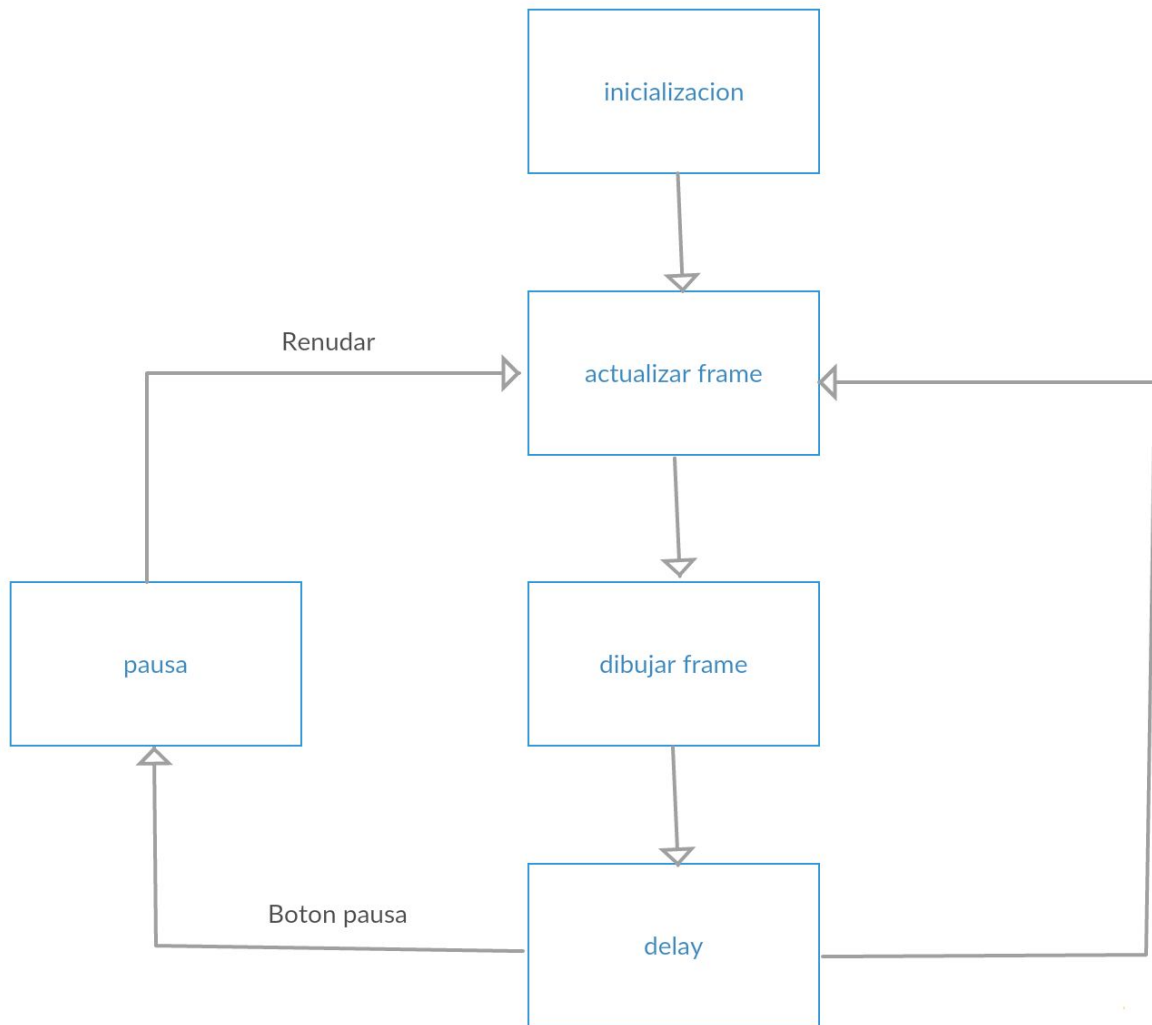 inicializacion
Renudar
actualizar frame
pausa
dibujar frame
Boton pausa
delay